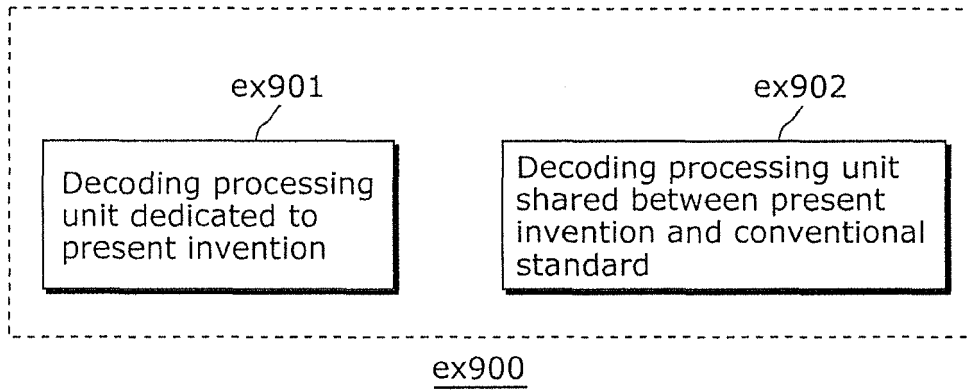 ex901
Decoding processing
unit dedicated to
present invention
ex902
Decoding processing unit
shared between present
invention and conventional
standard
ex900